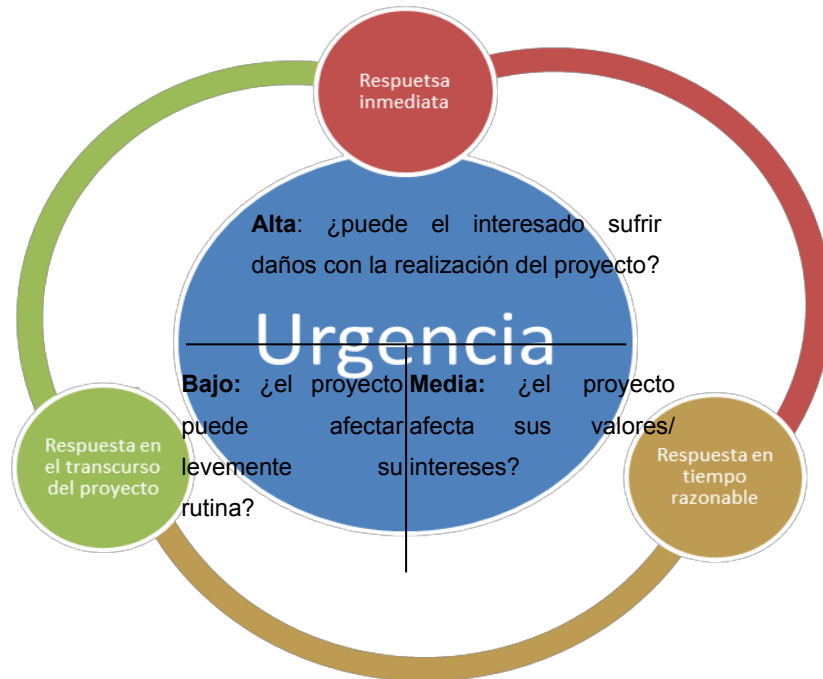 Respuetsa
inmediata
Alta: ¿puede el interesado sufrir
daños con la realización del proyecto?
Urgencia
Bajo: ¿el proyecto
puede afectar
levemente su
rutina?
Media: ¿el proyecto
afecta sus valores/
intereses?
Respuesta en
el transcurso
del proyecto
Respuesta en
tiempo
razonable